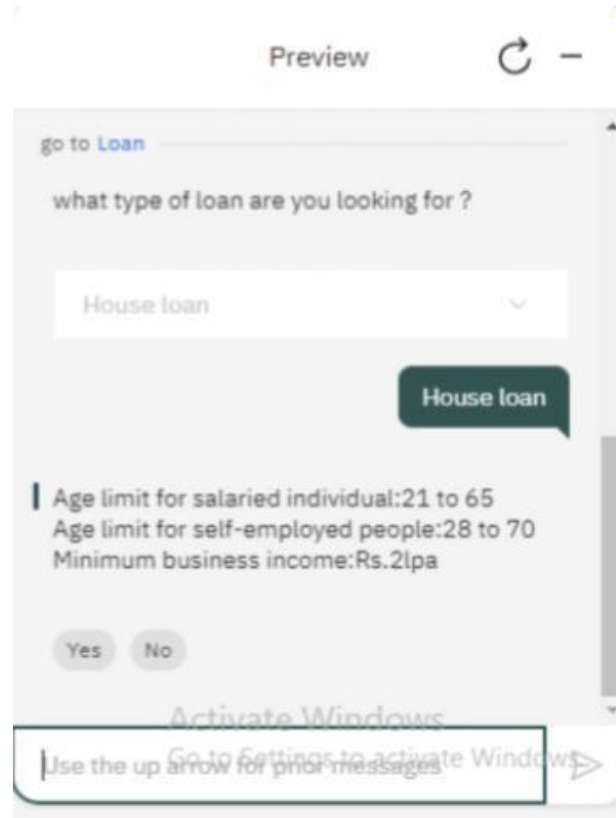 Preview
go to Loan
what type of loan are you looking for ?
House loan
House loan
Age limit for salaried individual:21 to 65
Age limit for self-employed people:28 to 70
Minimum business income:Rs.2lpa
Yes No
Activate Windows
Go to Settings to activate Windows.
Use the up arrow for prior messages